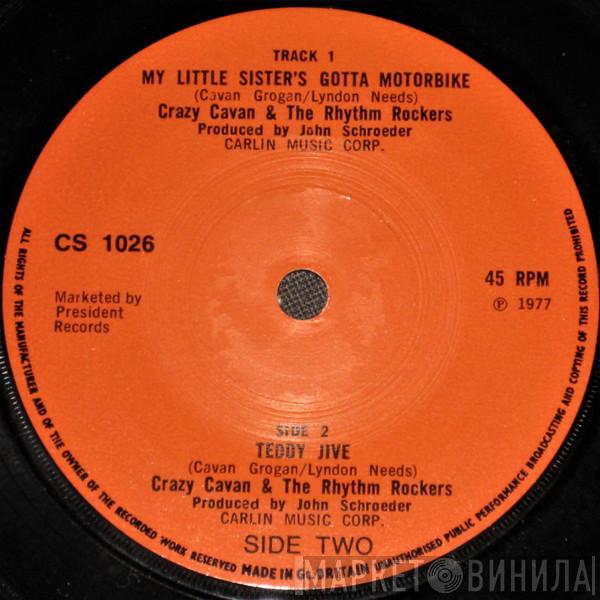 TRACK 1
MY LITTLE SISTER'S GOTTA MOTORBIKE
(Cavan Grogan/Lyndon Needs)
Crazy Cavan & The Rhythm Rockers
Produced by John Schroeder
CARLIN MUSIC CORP.
CS 1026
45 RPM
Marketed by
President
Records
℗ 1977
SIDE 2
TEDDY JIVE
(Cavan Grogan/Lyndon Needs)
Crazy Cavan & The Rhythm Rockers
Produced by John Schroeder
CARLIN MUSIC CORP.
SIDE TWO
ALL RIGHTS OF THE MANUFACTURER AND OF THE OWNER OF THE RECORDED WORK RESERVED MADE IN GT. BRITAIN UNAUTHORISED PUBLIC PERFORMANCE BROADCASTING AND COPYING OF THIS RECORD PROHIBITED
МАРКЕТ ВИНИЛА